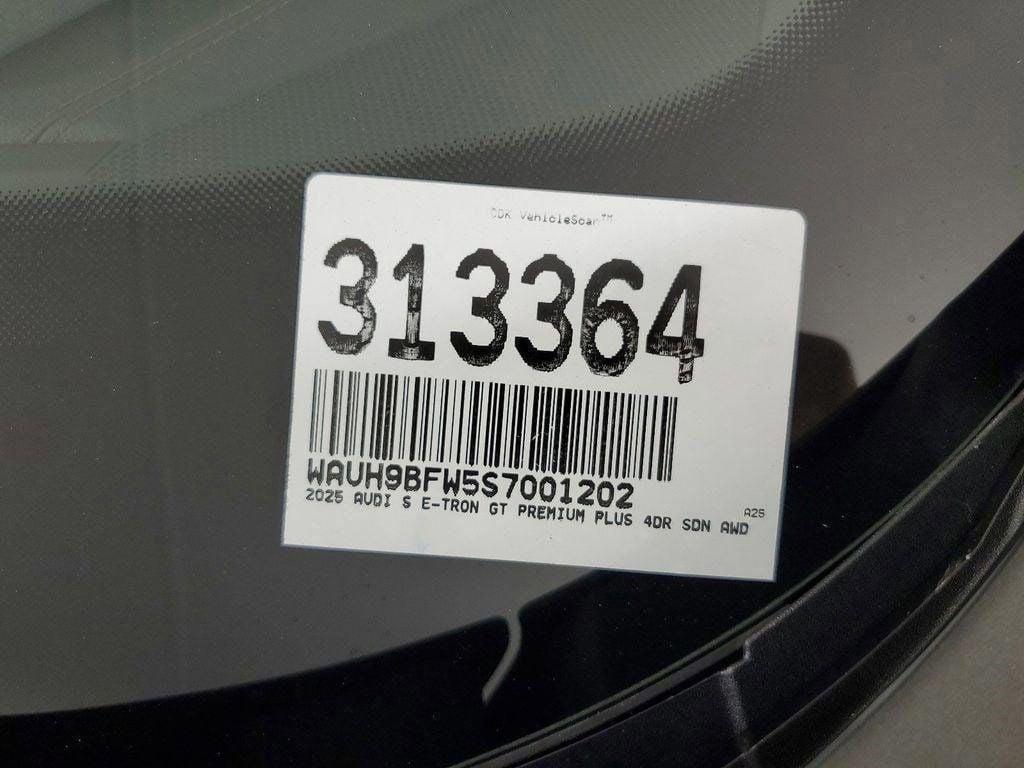 CDK VehicleScan™
313364
WAUH9BFW5S7001202
2025 AUDI S E-TRON GT PREMIUM PLUS 4DR SDN AWD
A25